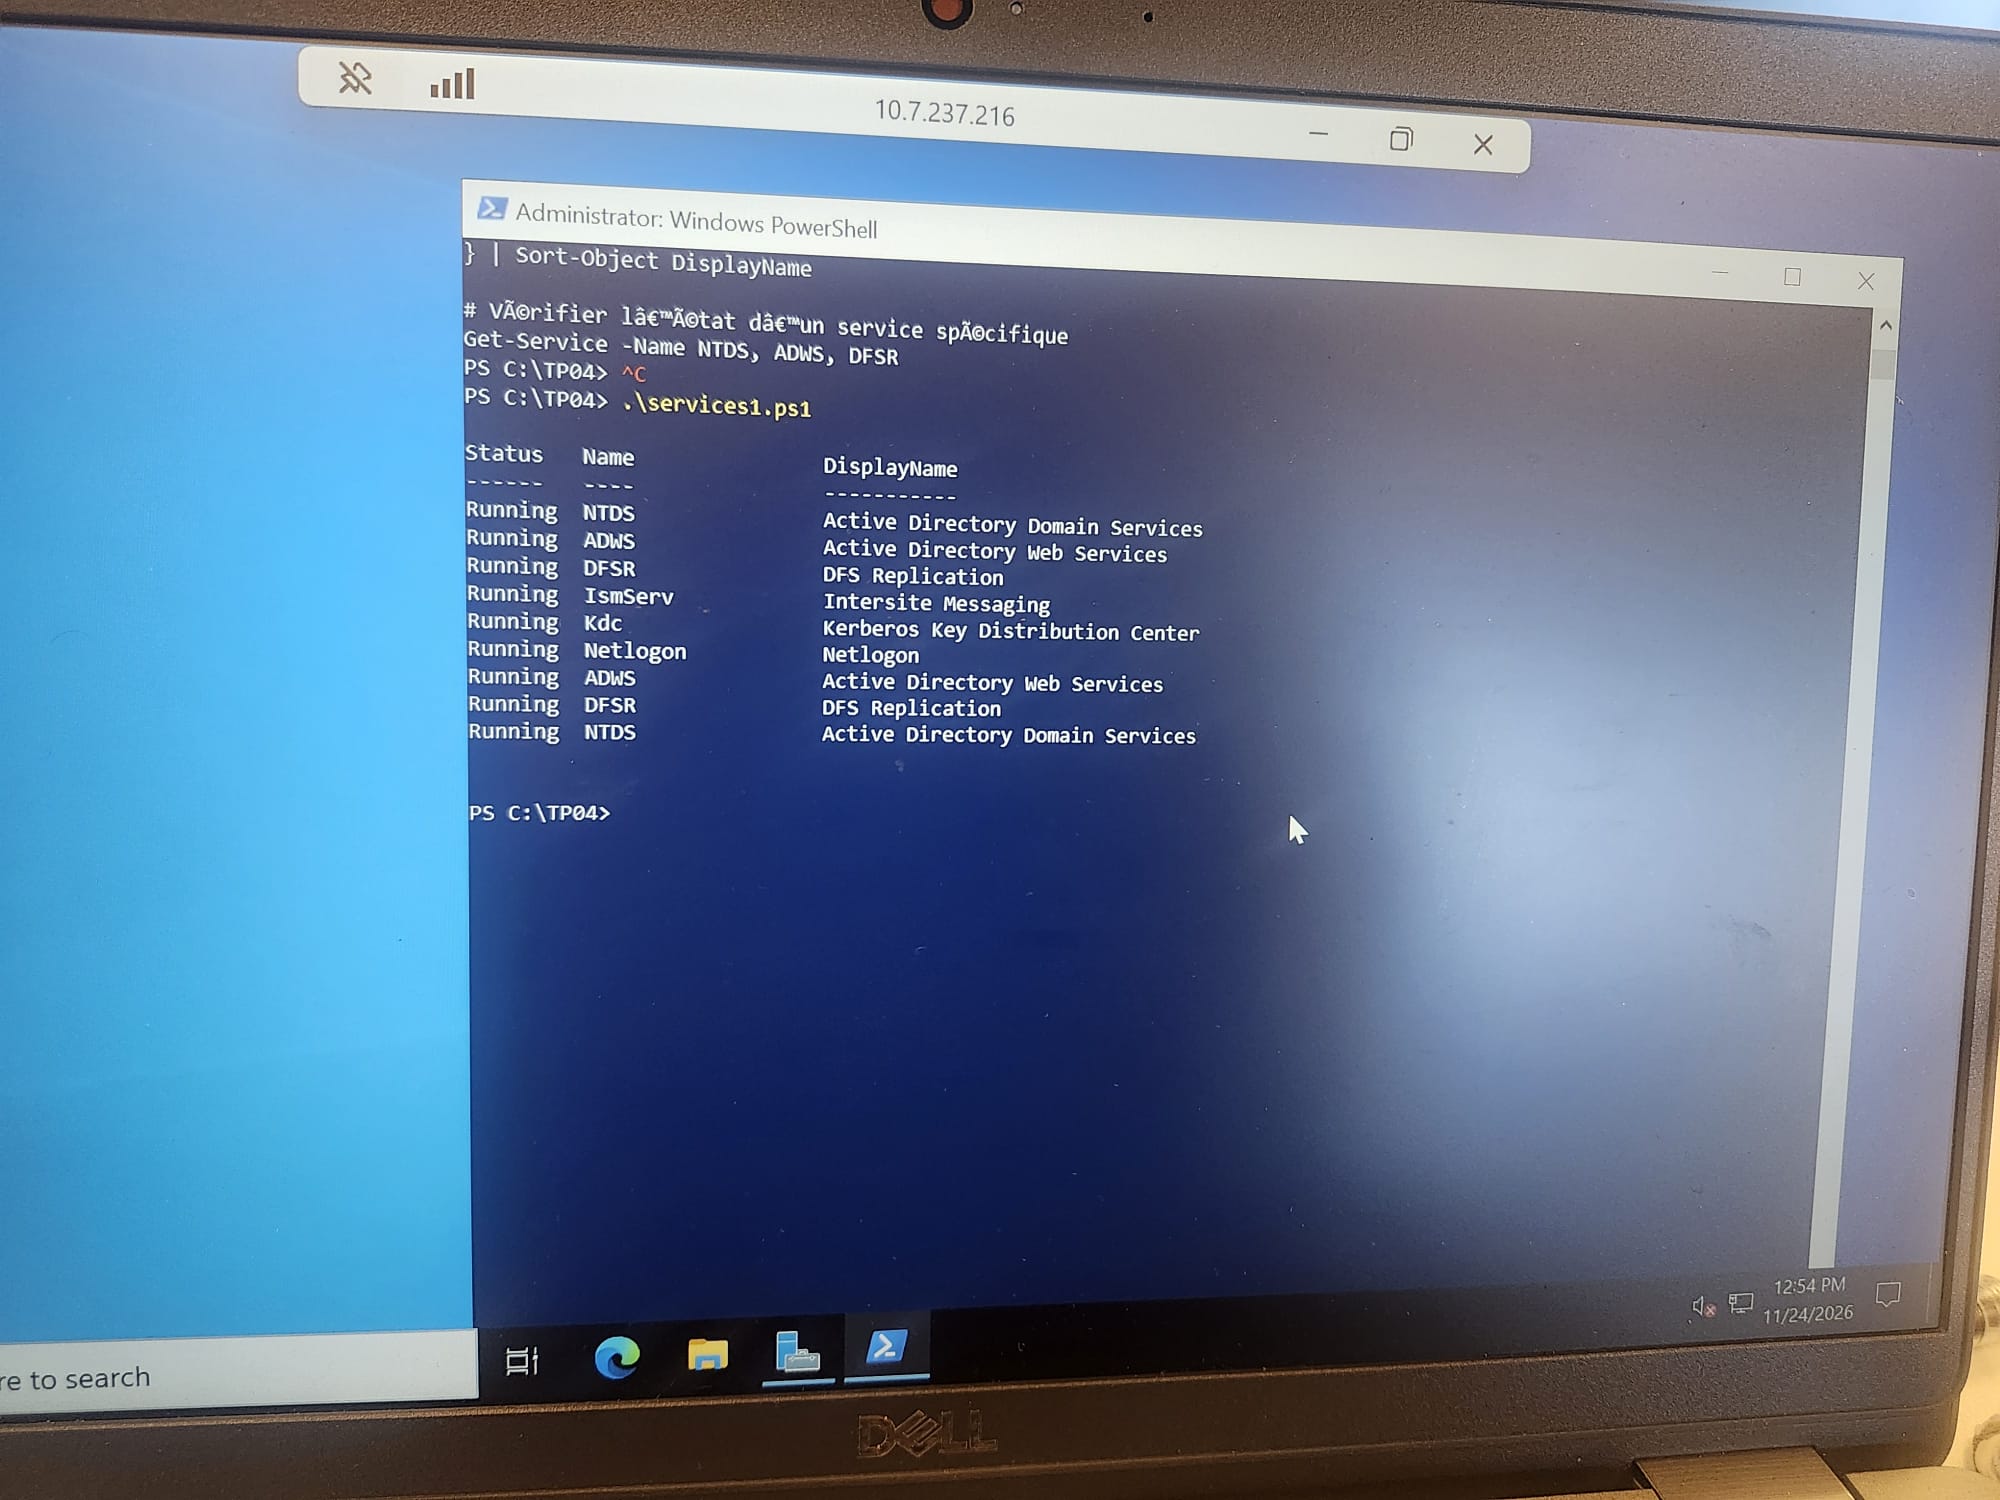 10.7.237.216
Administrator: Windows PowerShell
} | Sort-Object DisplayName
# VÃ©rifier lâ€™Ã©tat dâ€™un service spÃ©cifique
Get-Service -Name NTDS, ADWS, DFSR
PS C:\TP04> ^C
PS C:\TP04> .\services1.ps1
Status Name DisplayName
------ ---- -----------
Running NTDS Active Directory Domain Services
Running ADWS Active Directory Web Services
Running DFSR DFS Replication
Running IsmServ Intersite Messaging
Running Kdc Kerberos Key Distribution Center
Running Netlogon Netlogon
Running ADWS Active Directory Web Services
Running DFSR DFS Replication
Running NTDS Active Directory Domain Services
PS C:\TP04>
12:54 PM
11/24/2026
re to search
DELL